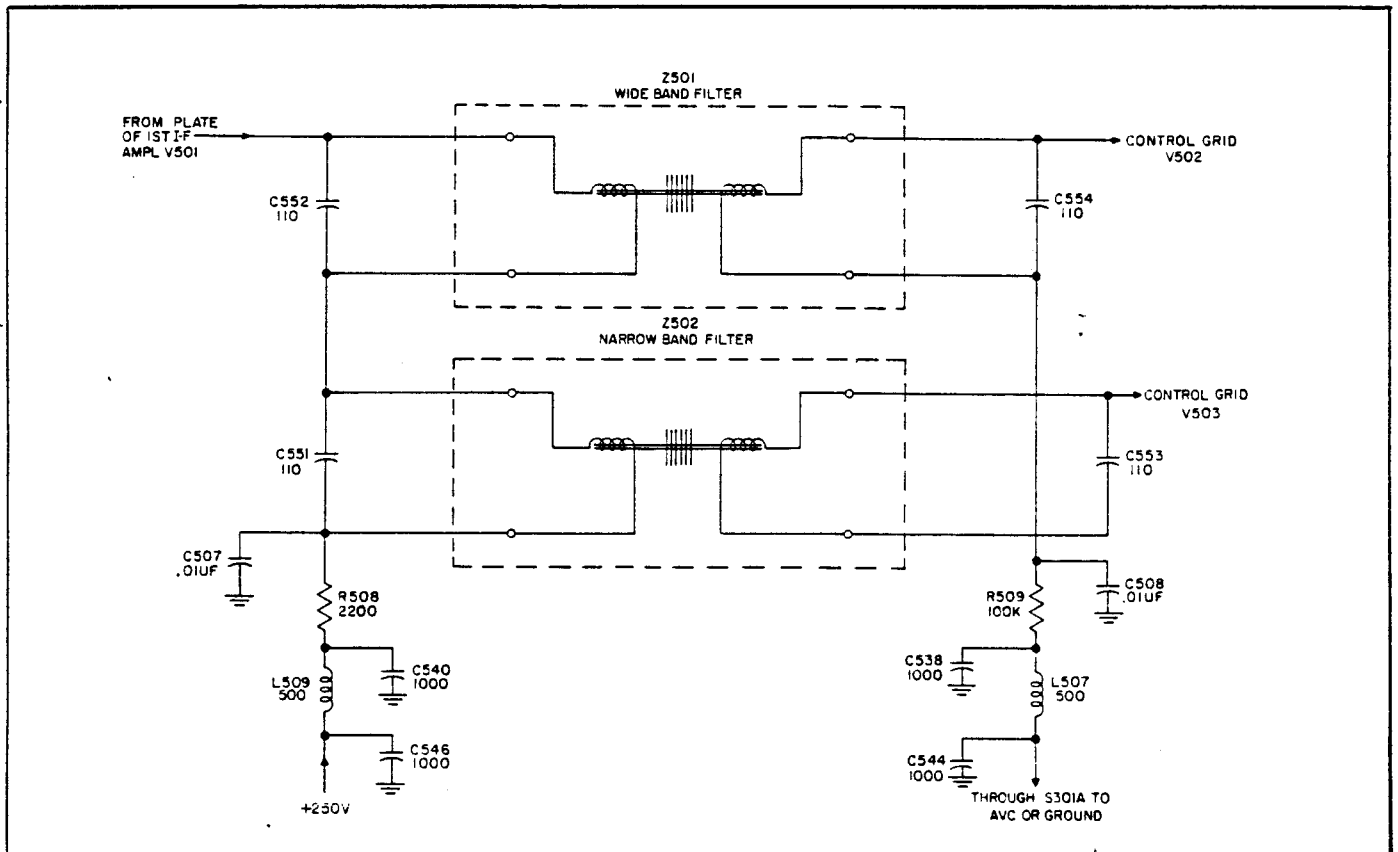 Z501
WIDE BAND FILTER
FROM PLATE
OF 1ST I-F
AMPL V501
CONTROL GRID
V502
C552
110
C554
110
Z502
NARROW BAND FILTER
CONTROL GRID
V503
C551
110
C553
110
C507
.01UF
R508
2200
C508
.01UF
R509
100K
C540
1000
C538
1000
L509
500
L507
500
C546
1000
C544
1000
+250V
THROUGH S301A TO
AVC OR GROUND